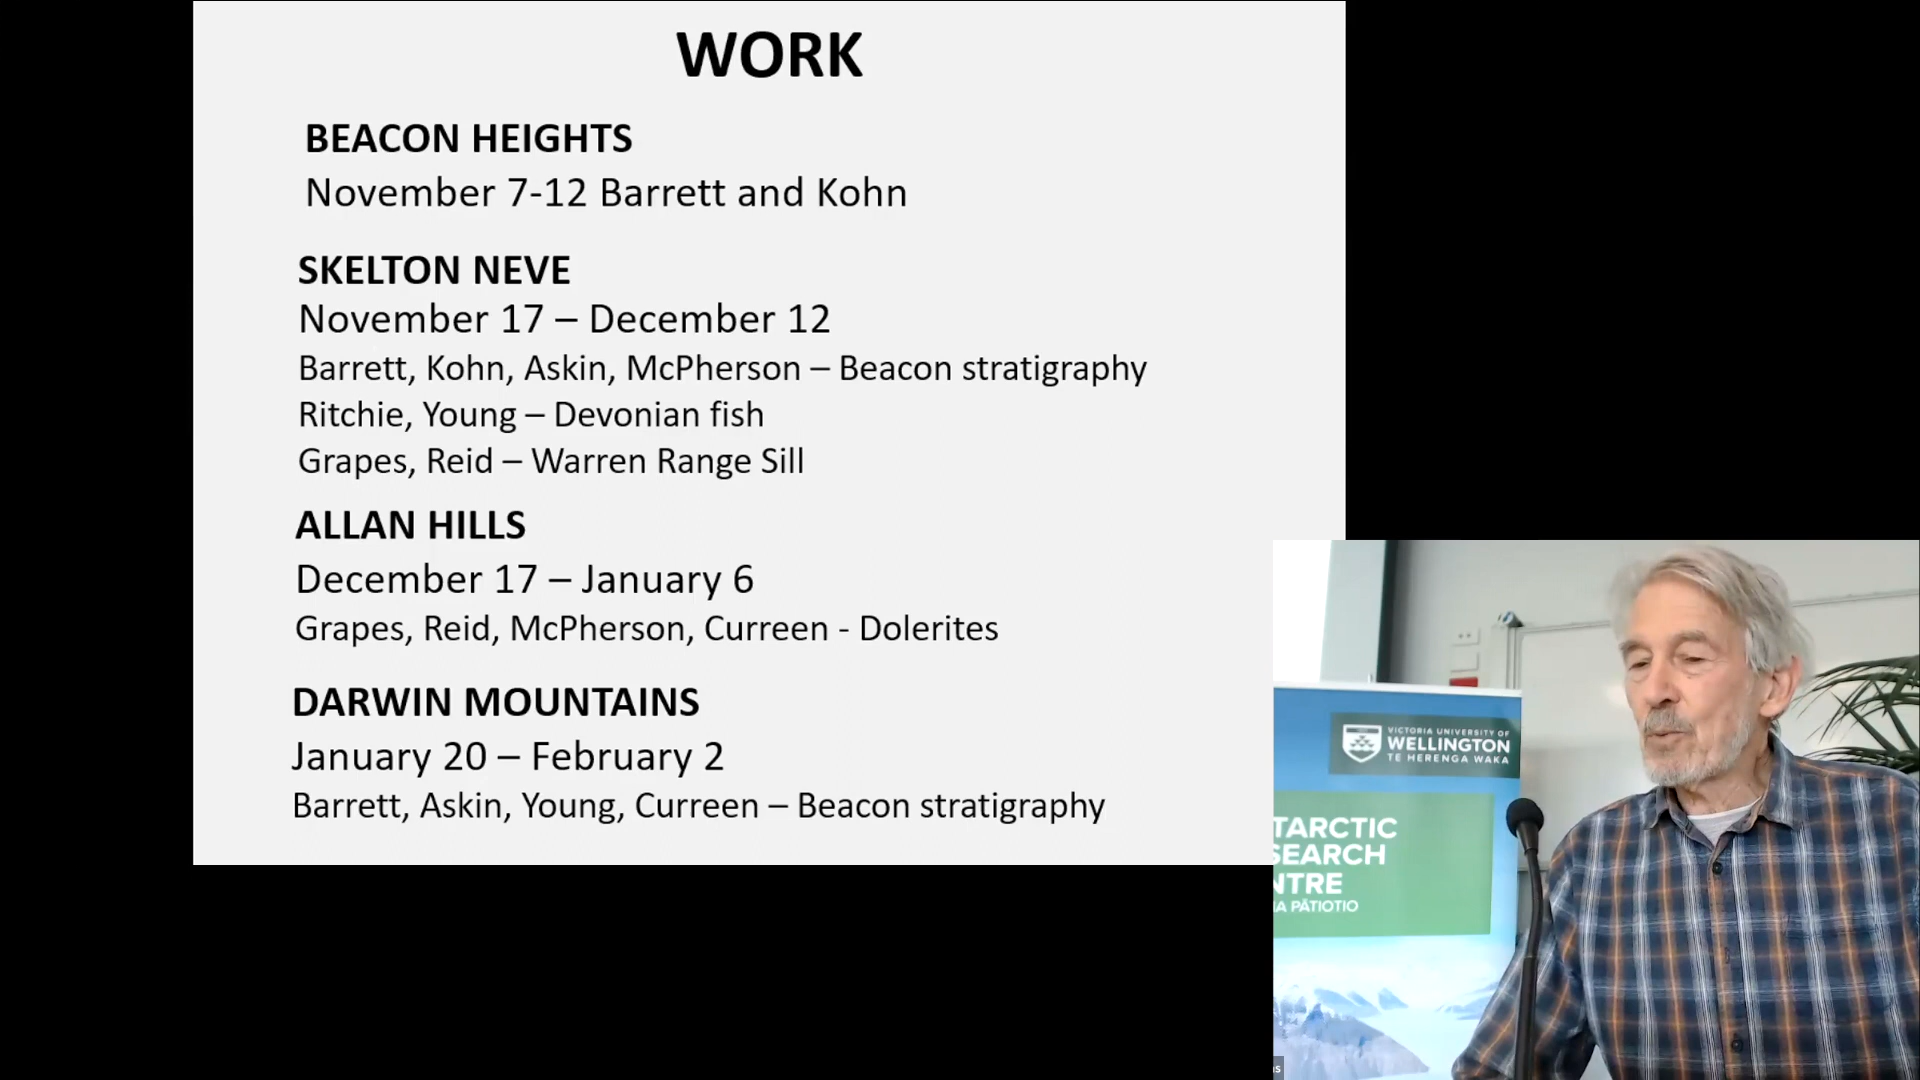 WORK
BEACON HEIGHTS
November 7-12 Barrett and Kohn
SKELTON NEVE
November 17 – December 12
Barrett, Kohn, Askin, McPherson – Beacon stratigraphy
Ritchie, Young – Devonian fish
Grapes, Reid – Warren Range Sill
ALLAN HILLS
December 17 – January 6
Grapes, Reid, McPherson, Curreen - Dolerites
DARWIN MOUNTAINS
January 20 – February 2
Barrett, Askin, Young, Curreen – Beacon stratigraphy
VICTORIA UNIVERSITY OF
WELLINGTON
TE HERENGA WAKA
TARCTIC
SEARCH
NTRE
PĀTIOTIO